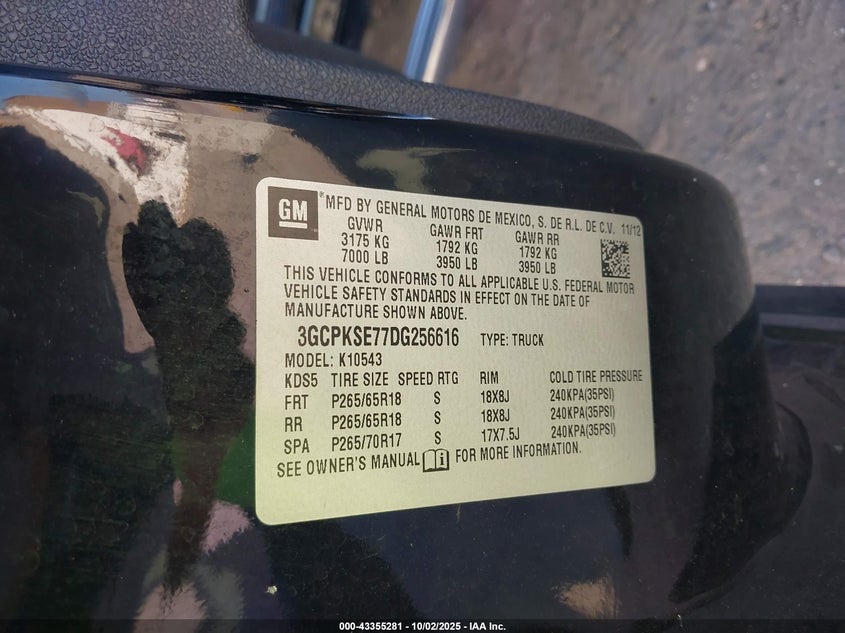 GM ® MFD BY GENERAL MOTORS DE MEXICO, S. DE R.L. DE C.V. 11/12
GVWR GAWR FRT GAWR RR
3175 KG 1792 KG 1792 KG
7000 LB 3950 LB 3950 LB
THIS VEHICLE CONFORMS TO ALL APPLICABLE U.S. FEDERAL MOTOR
VEHICLE SAFETY STANDARDS IN EFFECT ON THE DATE OF
MANUFACTURE SHOWN ABOVE.
3GCPKSE77DG256616 TYPE: TRUCK
MODEL: K10543
KDS5 TIRE SIZE SPEED RTG RIM COLD TIRE PRESSURE
FRT P265/65R18 S 18X8J 240KPA(35PSI)
RR P265/65R18 S 18X8J 240KPA(35PSI)
SPA P265/70R17 S 17X7.5J 240KPA(35PSI)
SEE OWNER'S MANUAL FOR MORE INFORMATION.
000-43355281 - 10/02/2025 - IAA Inc.